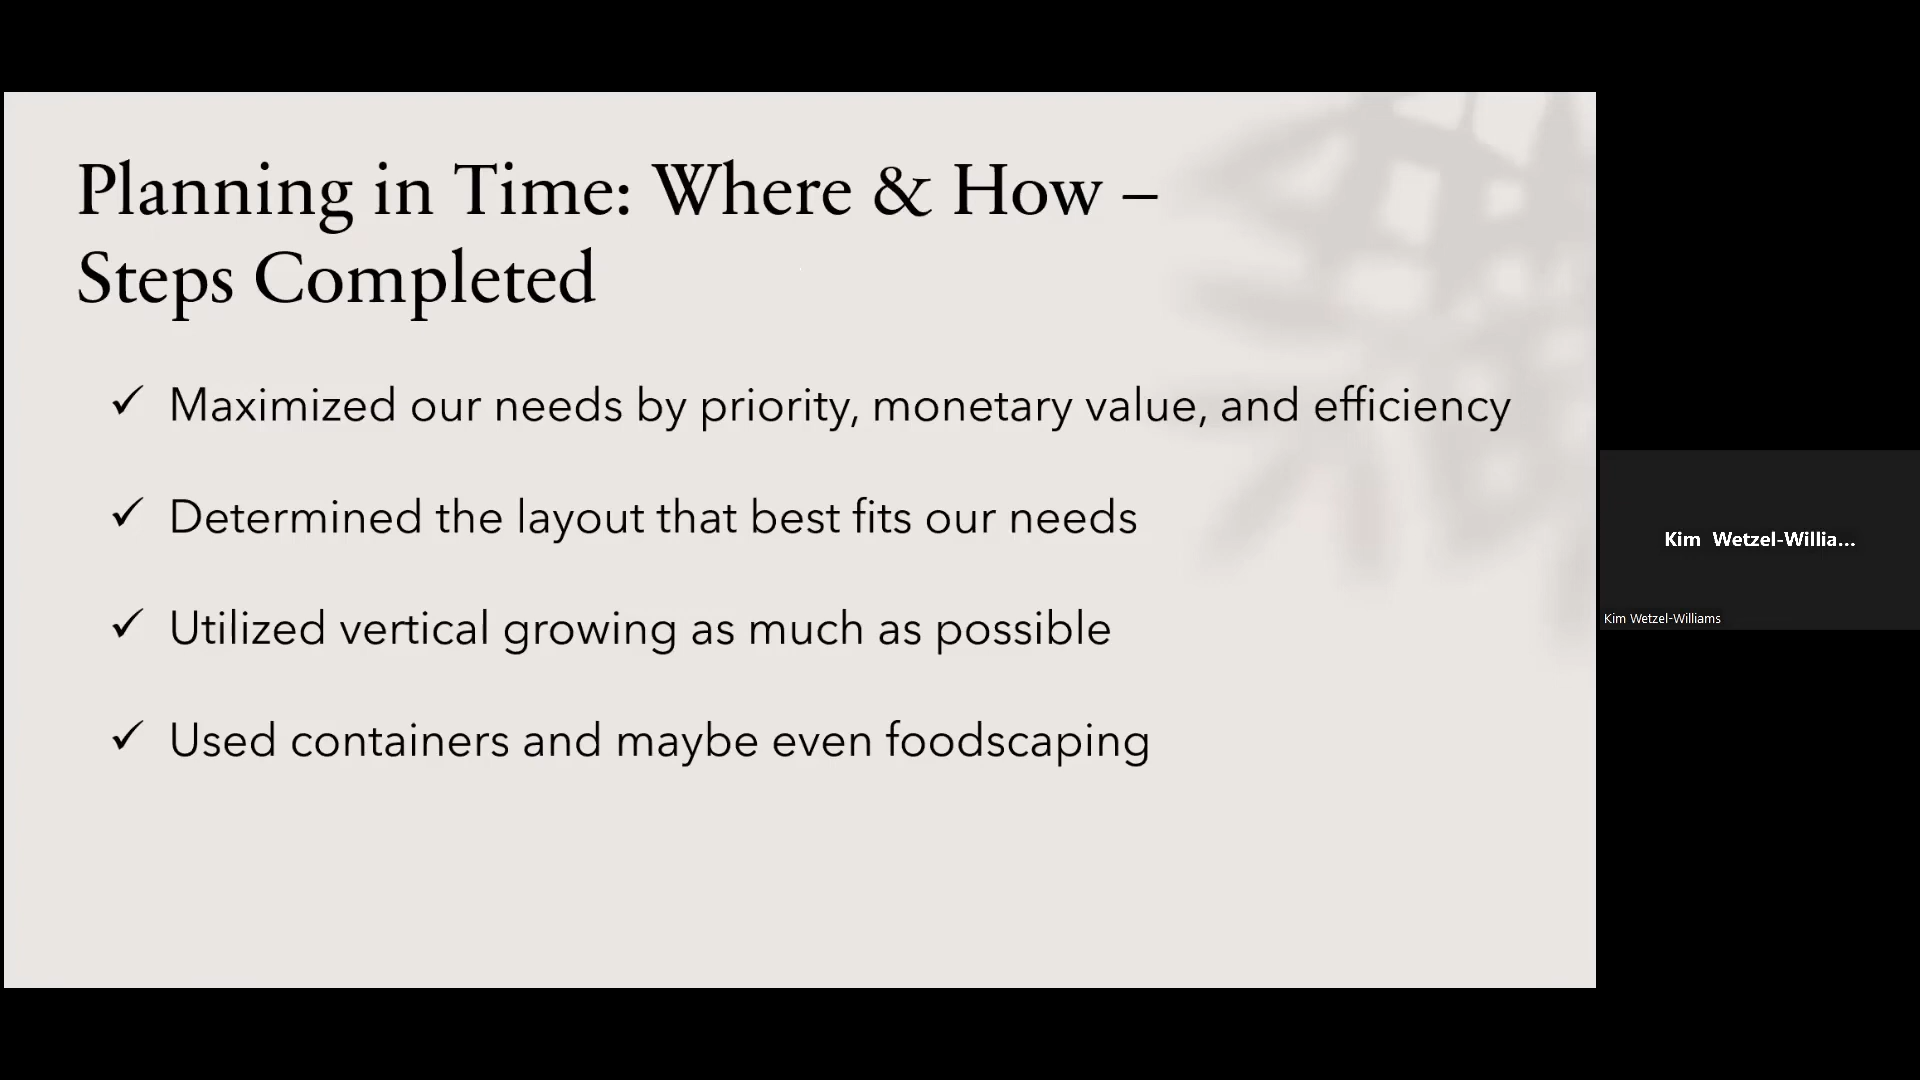 Planning in Time: Where & How –
Steps Completed
✓ Maximized our needs by priority, monetary value, and efficiency
✓ Determined the layout that best fits our needs
✓ Utilized vertical growing as much as possible
✓ Used containers and maybe even foodscaping
Kim Wetzel-Willia...
Kim Wetzel-Williams